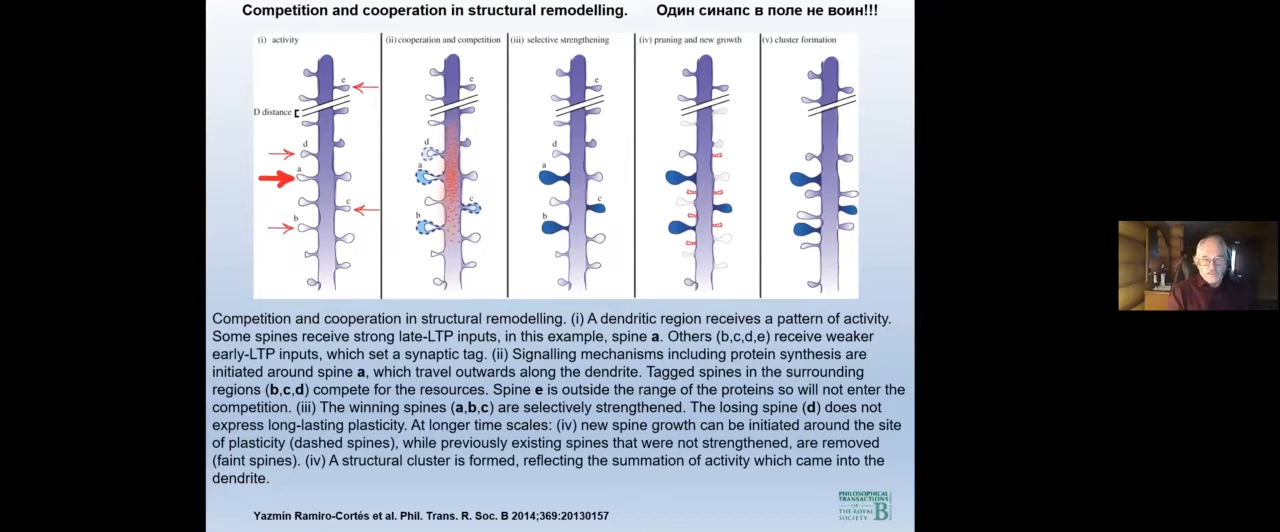 Competition and cooperation in structural remodelling. Один синапс в поле не воин!!!
(i) activity
(ii) cooperation and competition
(iii) selective strengthening
(iv) pruning and new growth
(v) cluster formation
e
e
e
D distance
d
d
d
a
a
a
c
c
c
b
b
b
Competition and cooperation in structural remodelling. (i) A dendritic region receives a pattern of activity.
Some spines receive strong late-LTP inputs, in this example, spine a. Others (b,c,d,e) receive weaker
early-LTP inputs, which set a synaptic tag. (ii) Signalling mechanisms including protein synthesis are
initiated around spine a, which travel outwards along the dendrite. Tagged spines in the surrounding
regions (b,c,d) compete for the resources. Spine e is outside the range of the proteins so will not enter the
competition. (iii) The winning spines (a,b,c) are selectively strengthened. The losing spine (d) does not
express long-lasting plasticity. At longer time scales: (iv) new spine growth can be initiated around the site
of plasticity (dashed spines), while previously existing spines that were not strengthened, are removed
(faint spines). (iv) A structural cluster is formed, reflecting the summation of activity which came into the
dendrite.
Yazmín Ramiro-Cortés et al. Phil. Trans. R. Soc. B 2014;369:20130157
PHILOSOPHICAL
TRANSACTIONS
OF THE ROYAL
SOCIETY
B